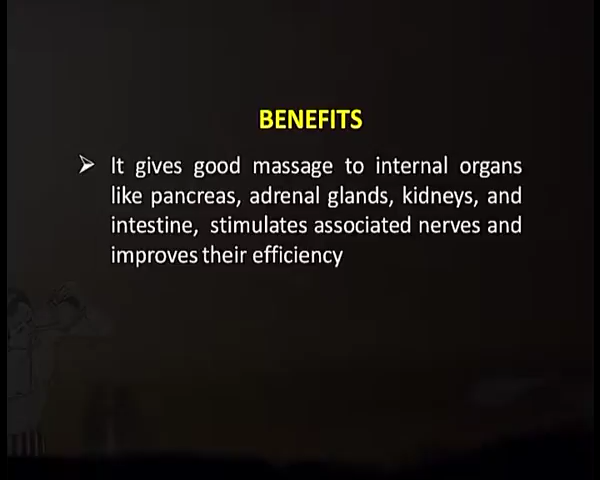 BENEFITS
➢ It gives good massage to internal organs
like pancreas, adrenal glands, kidneys, and
intestine, stimulates associated nerves and
improves their efficiency